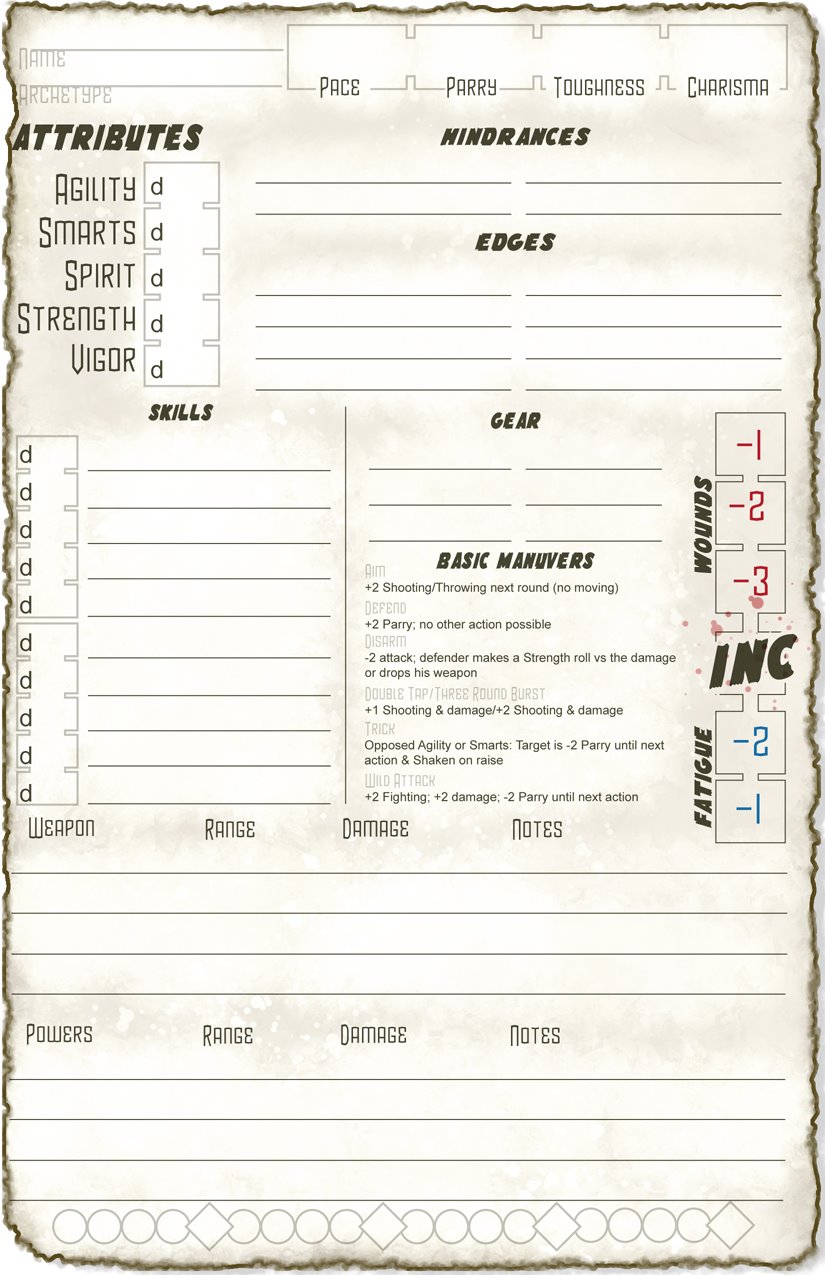 Name
Archetype
Pace Parry Toughness Charisma
ATTRIBUTES
Agility d
Smarts d
Spirit d
Strength d
Vigor d
HINDRANCES
EDGES
SKILLS
d
d
d
d
d
d
d
d
d
d
GEAR
BASIC MANUVERS
Aim
+2 Shooting/Throwing next round (no moving)
Defend
+2 Parry; no other action possible
Disarm
-2 attack; defender makes a Strength roll vs the damage
or drops his weapon
Double Tap/Three Round Burst
+1 Shooting & damage/+2 Shooting & damage
Trick
Opposed Agility or Smarts: Target is -2 Parry until next
action & Shaken on raise
Wild Attack
+2 Fighting; +2 damage; -2 Parry until next action
WOUNDS
-1
-2
-3
INC
FATIGUE
-2
-1
Weapon Range Damage Notes
Powers Range Damage Notes